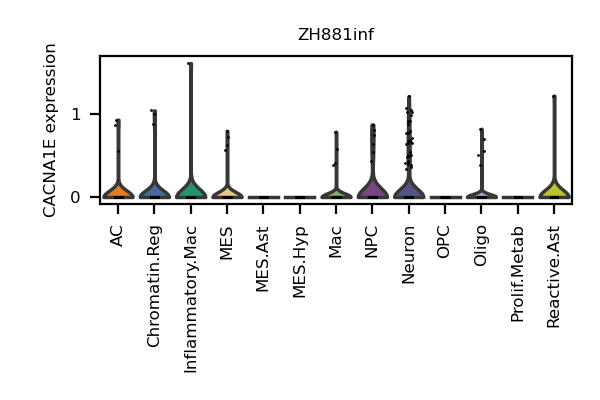 ZH881inf
CACNA1E expression
1
0
AC
Chromatin.Reg
Inflammatory.Mac
MES
MES.Ast
MES.Hyp
Mac
NPC
Neuron
OPC
Oligo
Prolif.Metab
Reactive.Ast